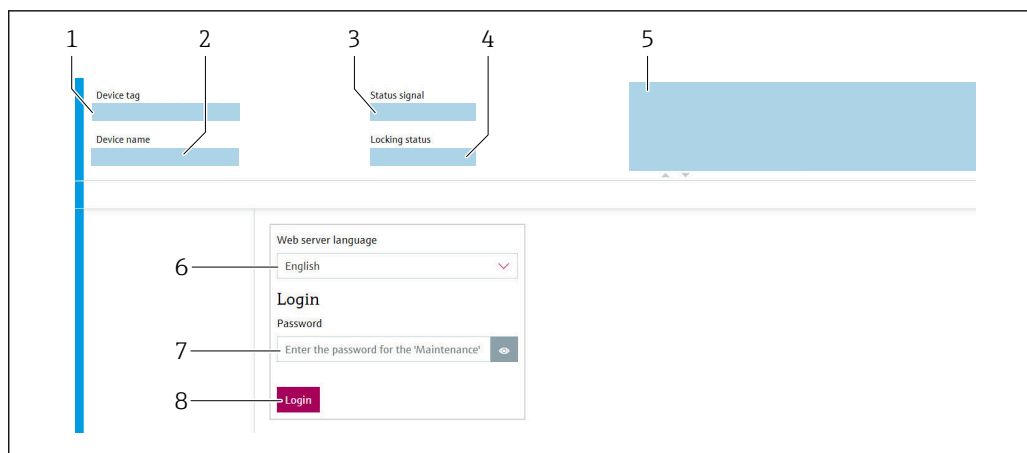 1 2 3 4 5
Device tag Status signal
Device name Locking status
Web server language
6 English
Login
Password
7 Enter the password for the 'Maintenance'
8 Login